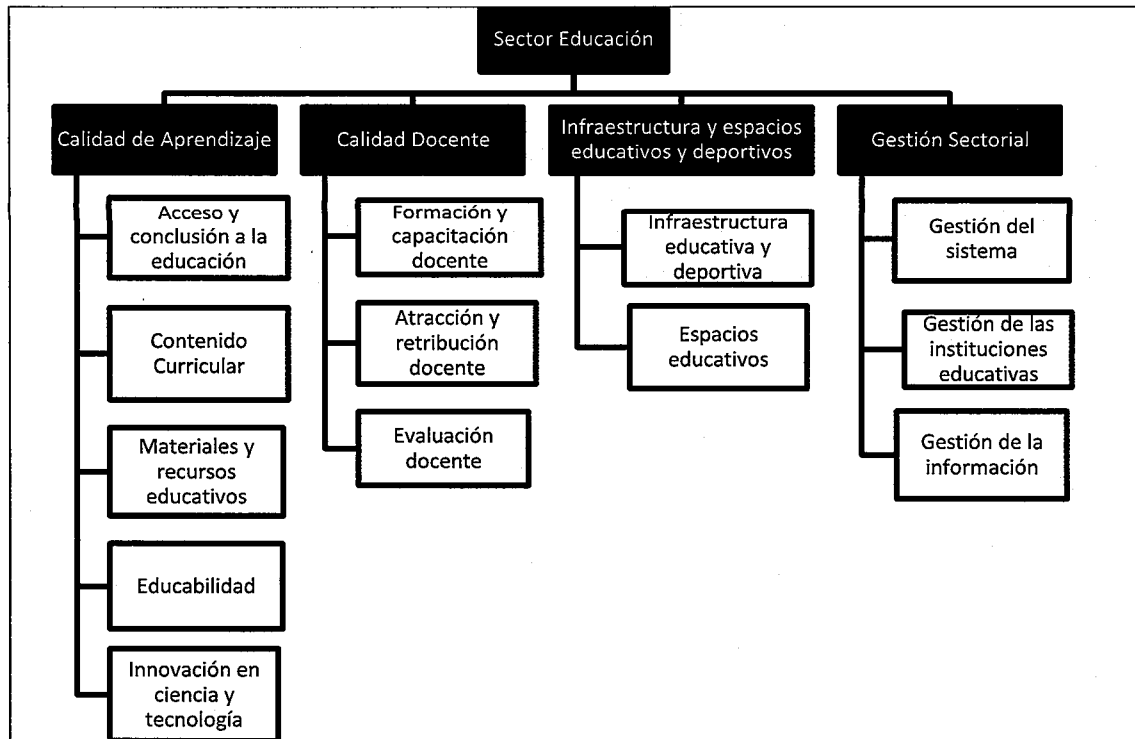 Sector Educación
Calidad de Aprendizaje
Acceso y
conclusión a la
educación
Contenido
Curricular
Materiales y
recursos
educativos
Educabilidad
Innovación en
ciencia y
tecnología
Calidad Docente
Formación y
capacitación
docente
Atracción y
retribución
docente
Evaluación
docente
Infraestructura y espacios
educativos y deportivos
Infraestructura
educativa y
deportiva
Espacios
educativos
Gestión Sectorial
Gestión del
sistema
Gestión de las
instituciones
educativas
Gestión de la
información